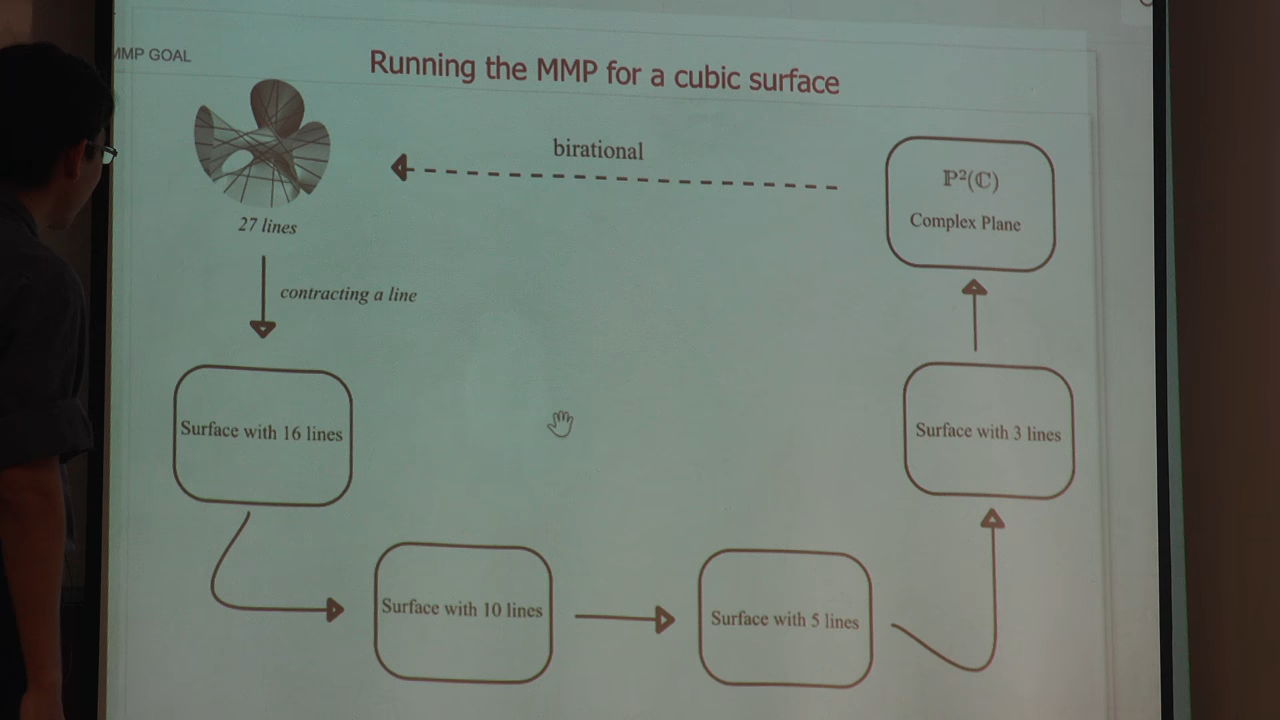 MMP GOAL
Running the MMP for a cubic surface
birational
ℙ²(ℂ)
Complex Plane
27 lines
contracting a line
Surface with 16 lines
Surface with 3 lines
Surface with 10 lines
Surface with 5 lines